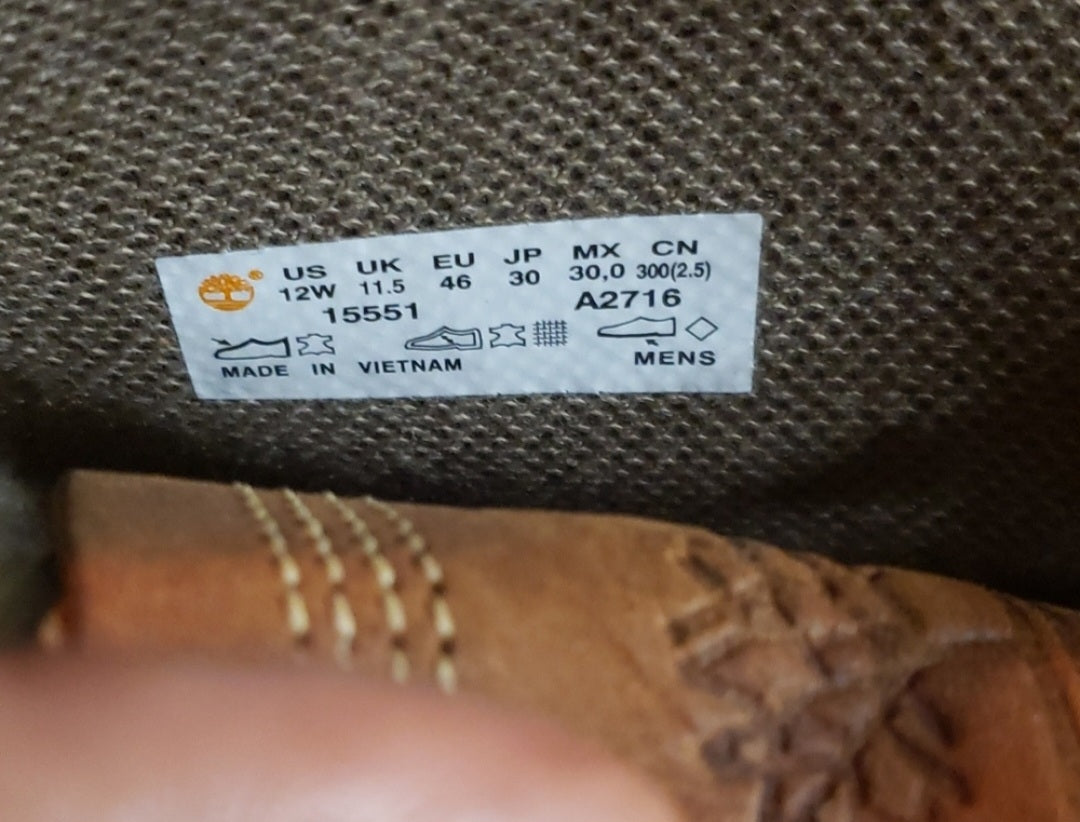 US UK EU JP MX CN
12W 11.5 46 30 30,0 300(2.5)
15551 A2716
MADE IN VIETNAM MENS